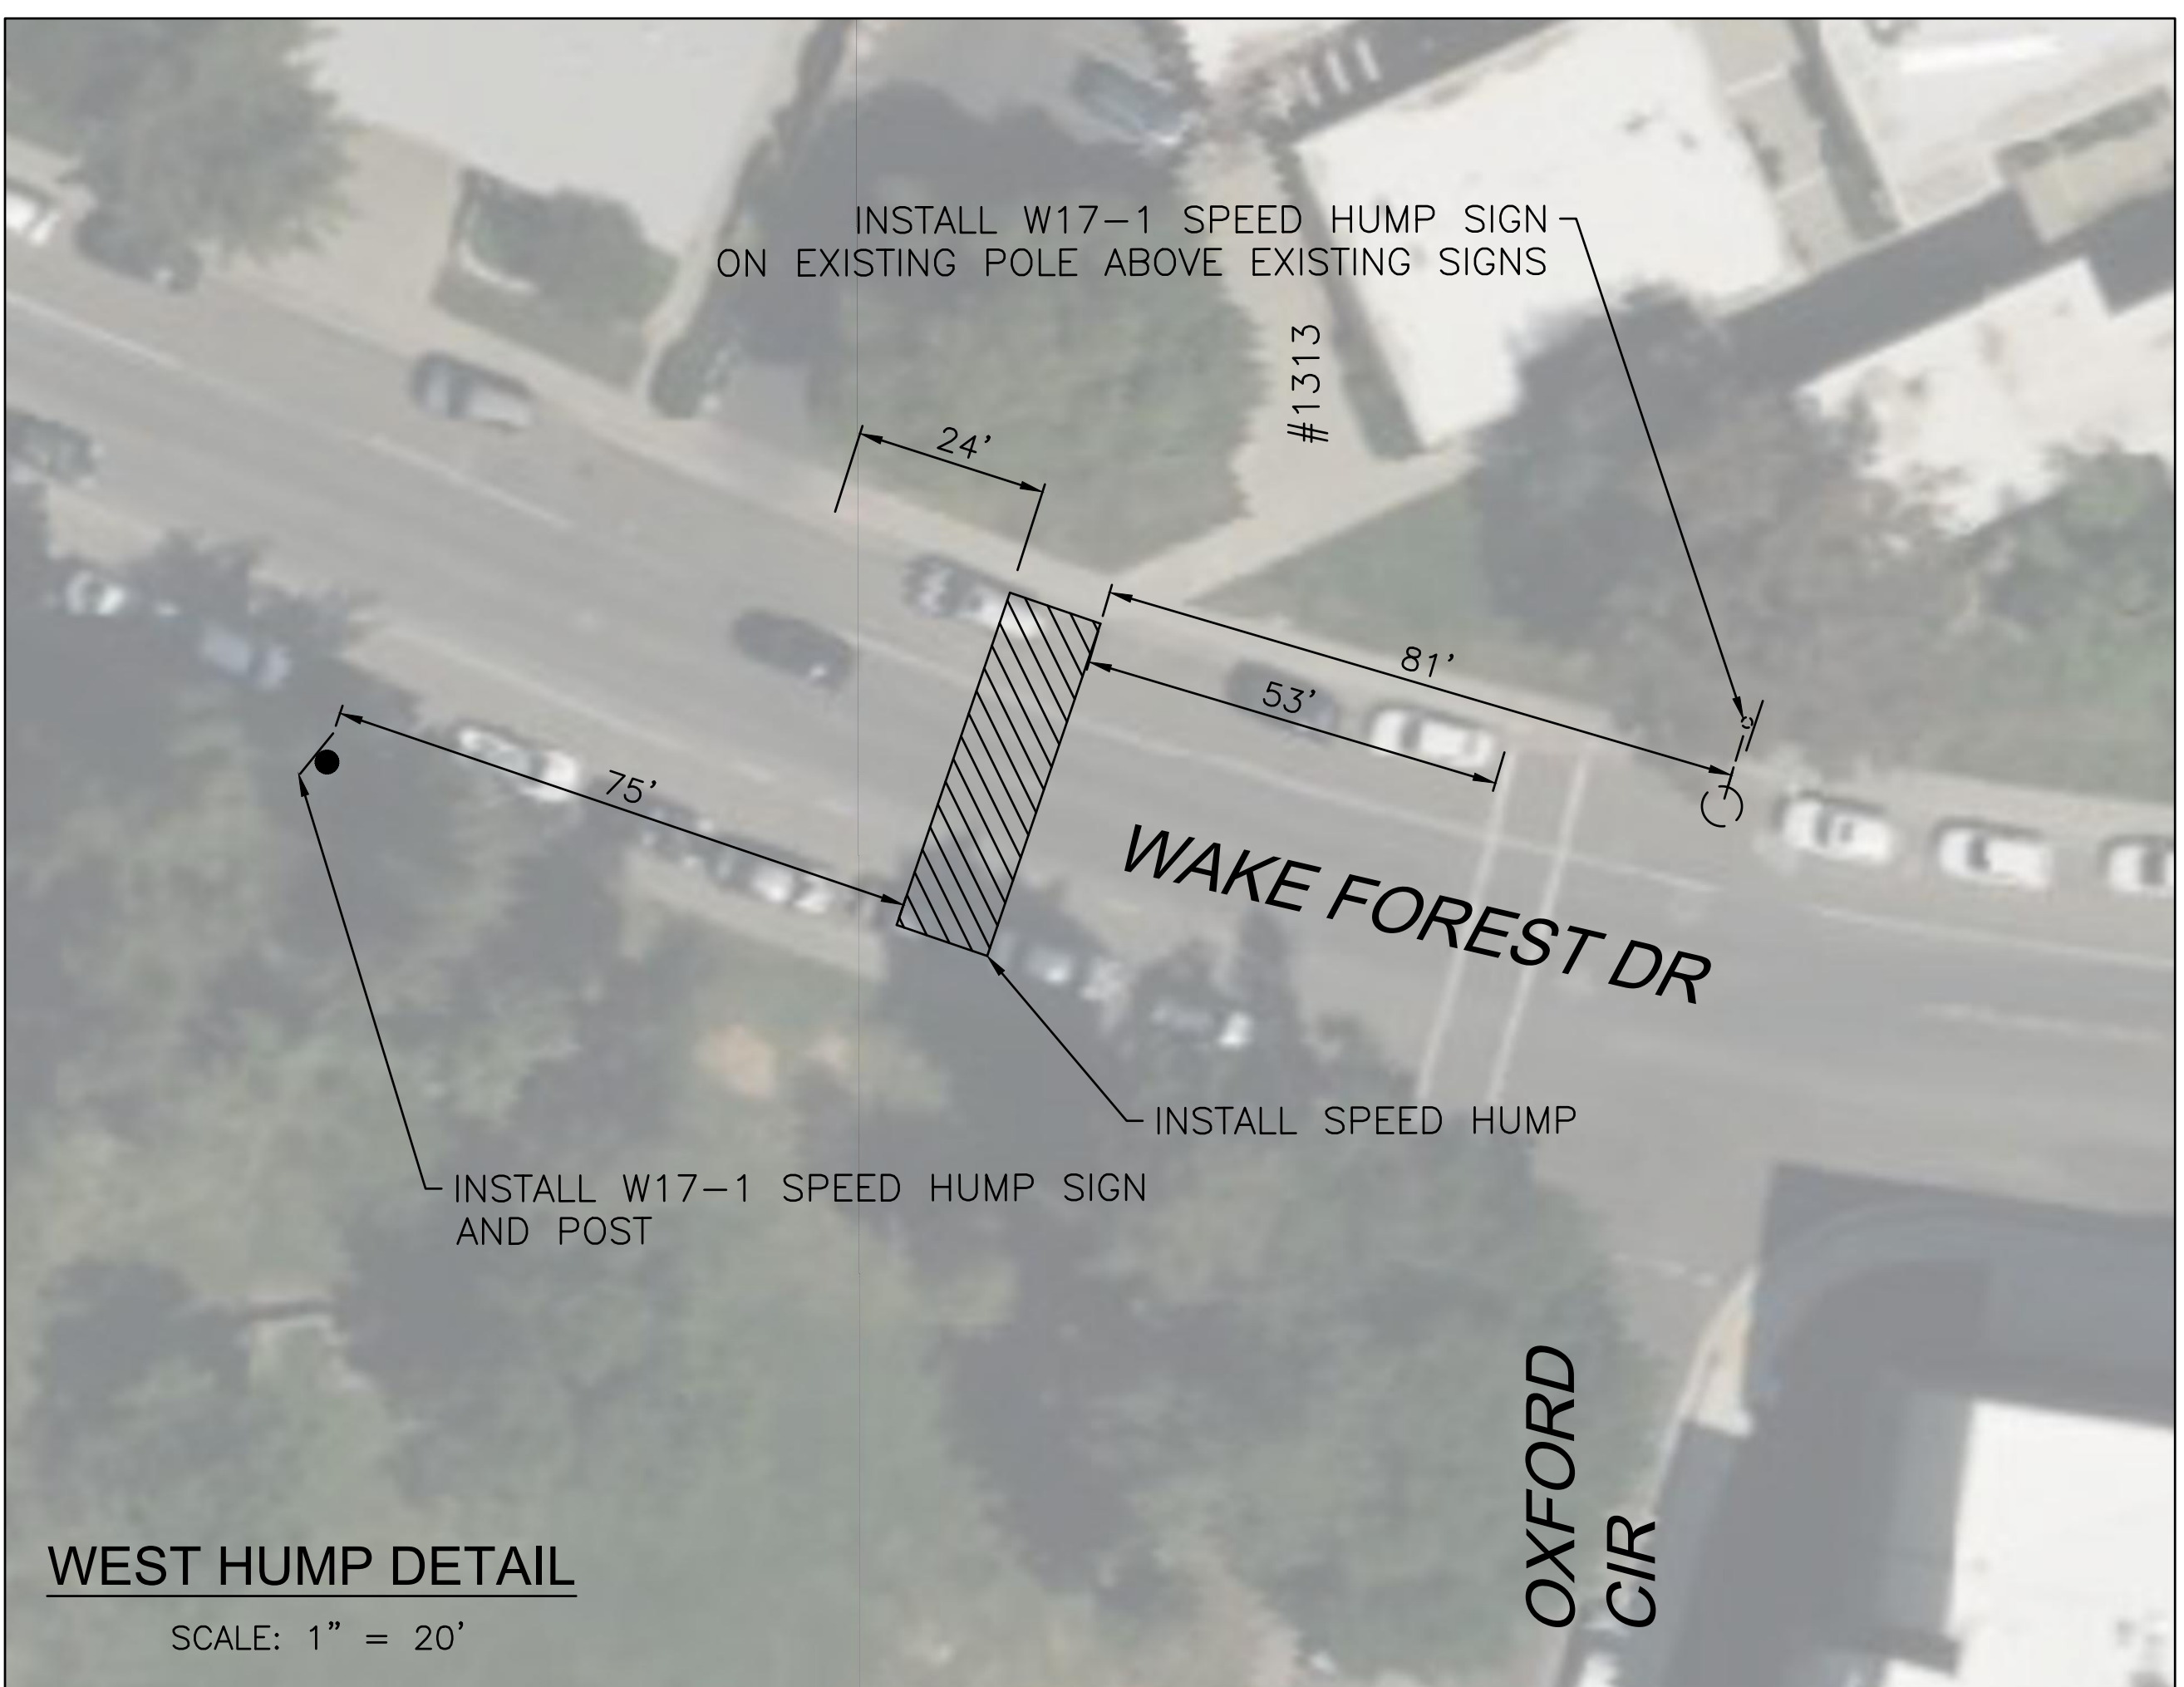 INSTALL W17-1 SPEED HUMP SIGN
ON EXISTING POLE ABOVE EXISTING SIGNS
#1313
24'
81'
53'
75'
WAKE FOREST DR
INSTALL SPEED HUMP
INSTALL W17-1 SPEED HUMP SIGN
AND POST
OXFORD
CIR
WEST HUMP DETAIL
SCALE: 1" = 20'